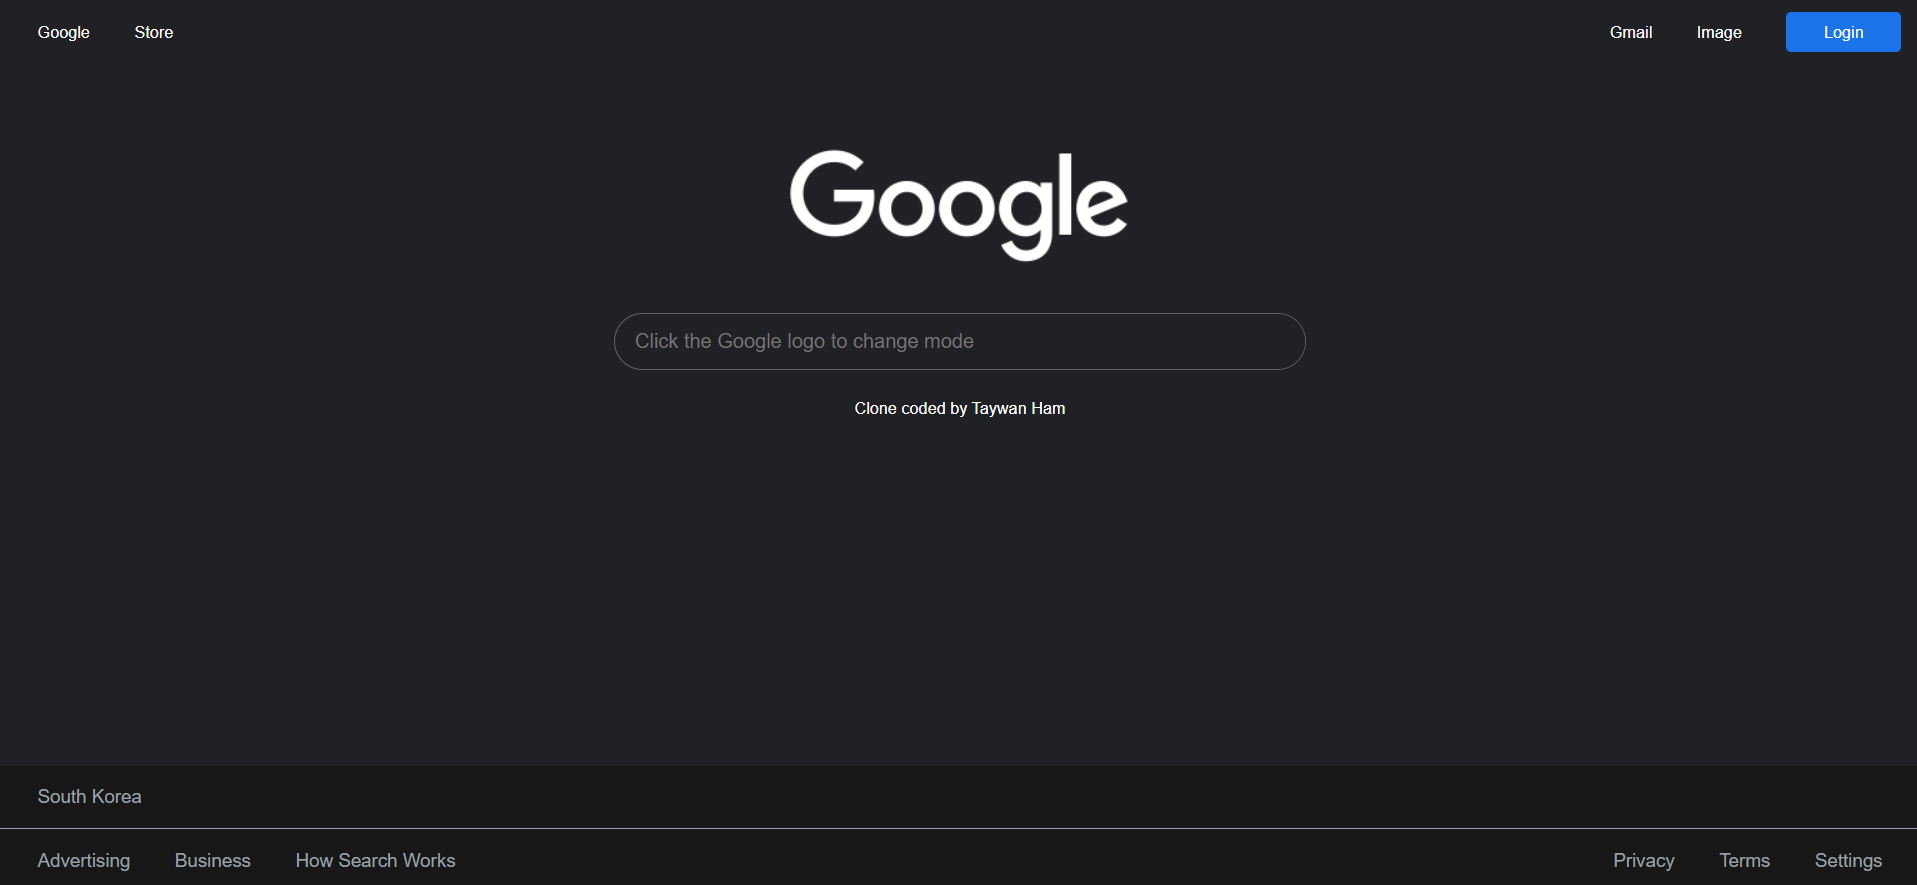 Google Store Gmail Image Login
Google
Click the Google logo to change mode
Clone coded by Taywan Ham
South Korea
Advertising Business How Search Works Privacy Terms Settings